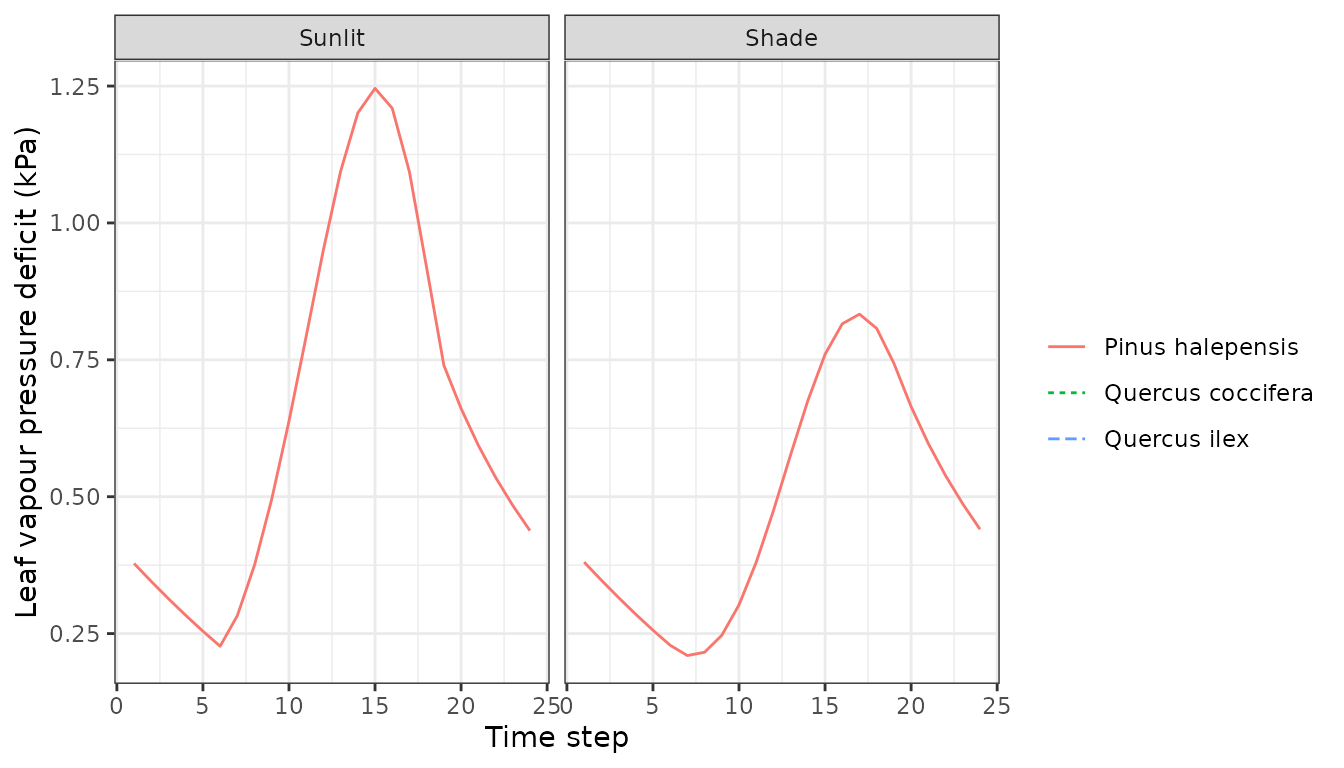 Sunlit
Shade
Leaf vapour pressure deficit (kPa)
1.25
1.00
0.75
0.50
0.25
0 5 10 15 20 25
0 5 10 15 20 25
Time step
Pinus halepensis
Quercus coccifera
Quercus ilex